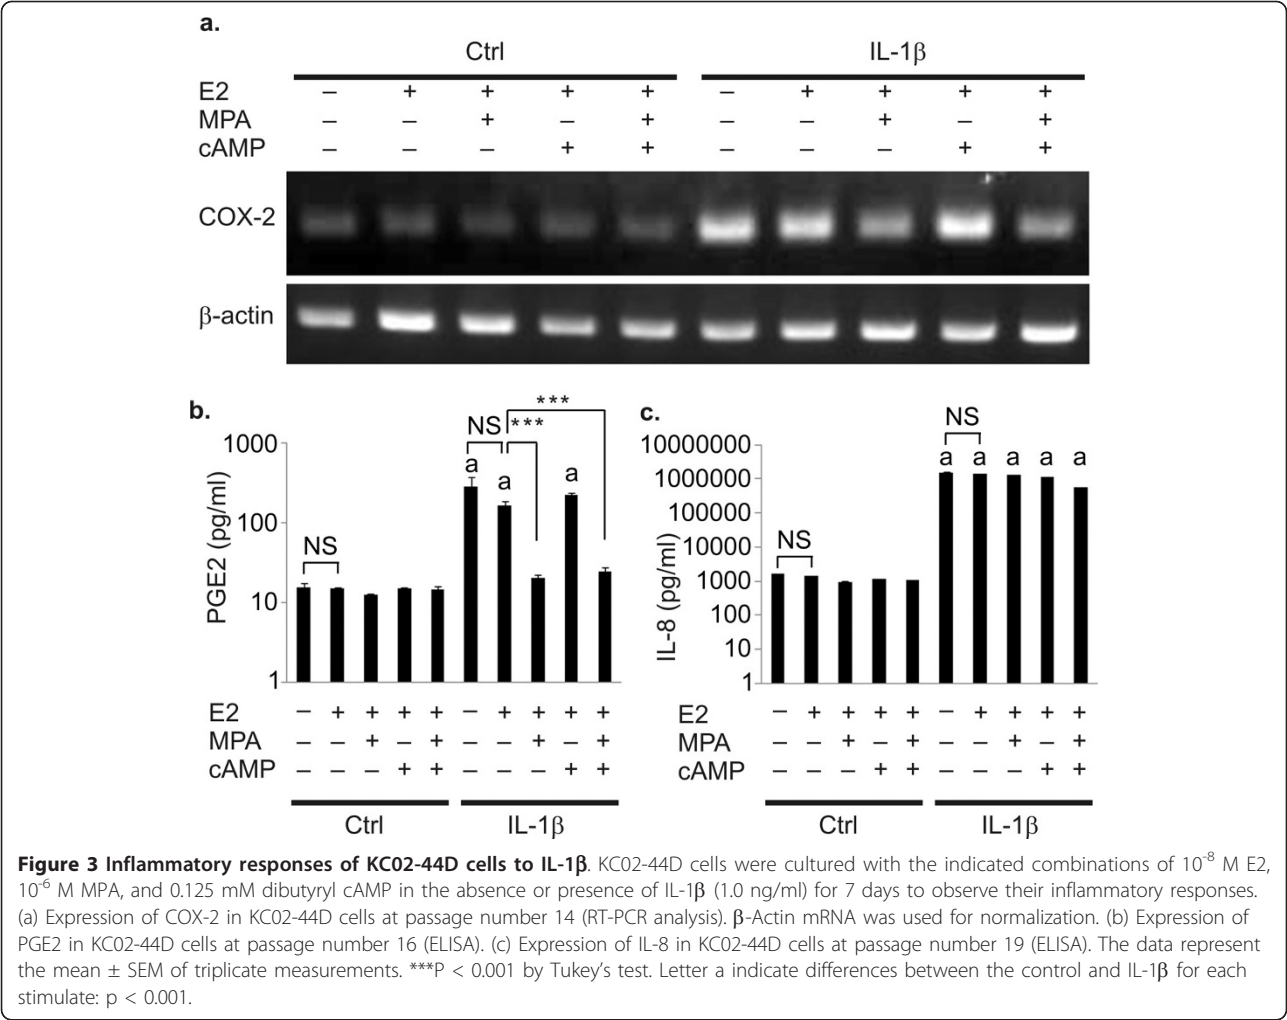 a.
Ctrl IL-1β
E2 – + + + + – + + + +
MPA – – + – + – – + – +
cAMP – – – + + – – – + +
COX-2
β-actin
b.
PGE2 (pg/ml)
1000
100
10
1
NS
NS
***
***
a
a
a
E2 – + + + + – + + + +
MPA – – + – + – – + – +
cAMP – – – + + – – – + +
Ctrl IL-1β
c.
IL-8 (pg/ml)
10000000
1000000
100000
10000
1000
100
10
1
NS
NS
a a a a a
E2 – + + + + – + + + +
MPA – – + – + – – + – +
cAMP – – – + + – – – + +
Ctrl IL-1β
Figure 3 Inflammatory responses of KC02-44D cells to IL-1β. KC02-44D cells were cultured with the indicated combinations of 10⁻⁸ M E2,
10⁻⁶ M MPA, and 0.125 mM dibutyryl cAMP in the absence or presence of IL-1β (1.0 ng/ml) for 7 days to observe their inflammatory responses.
(a) Expression of COX-2 in KC02-44D cells at passage number 14 (RT-PCR analysis). β-Actin mRNA was used for normalization. (b) Expression of
PGE2 in KC02-44D cells at passage number 16 (ELISA). (c) Expression of IL-8 in KC02-44D cells at passage number 19 (ELISA). The data represent
the mean ± SEM of triplicate measurements. ***P < 0.001 by Tukey's test. Letter a indicate differences between the control and IL-1β for each
stimulate: p < 0.001.